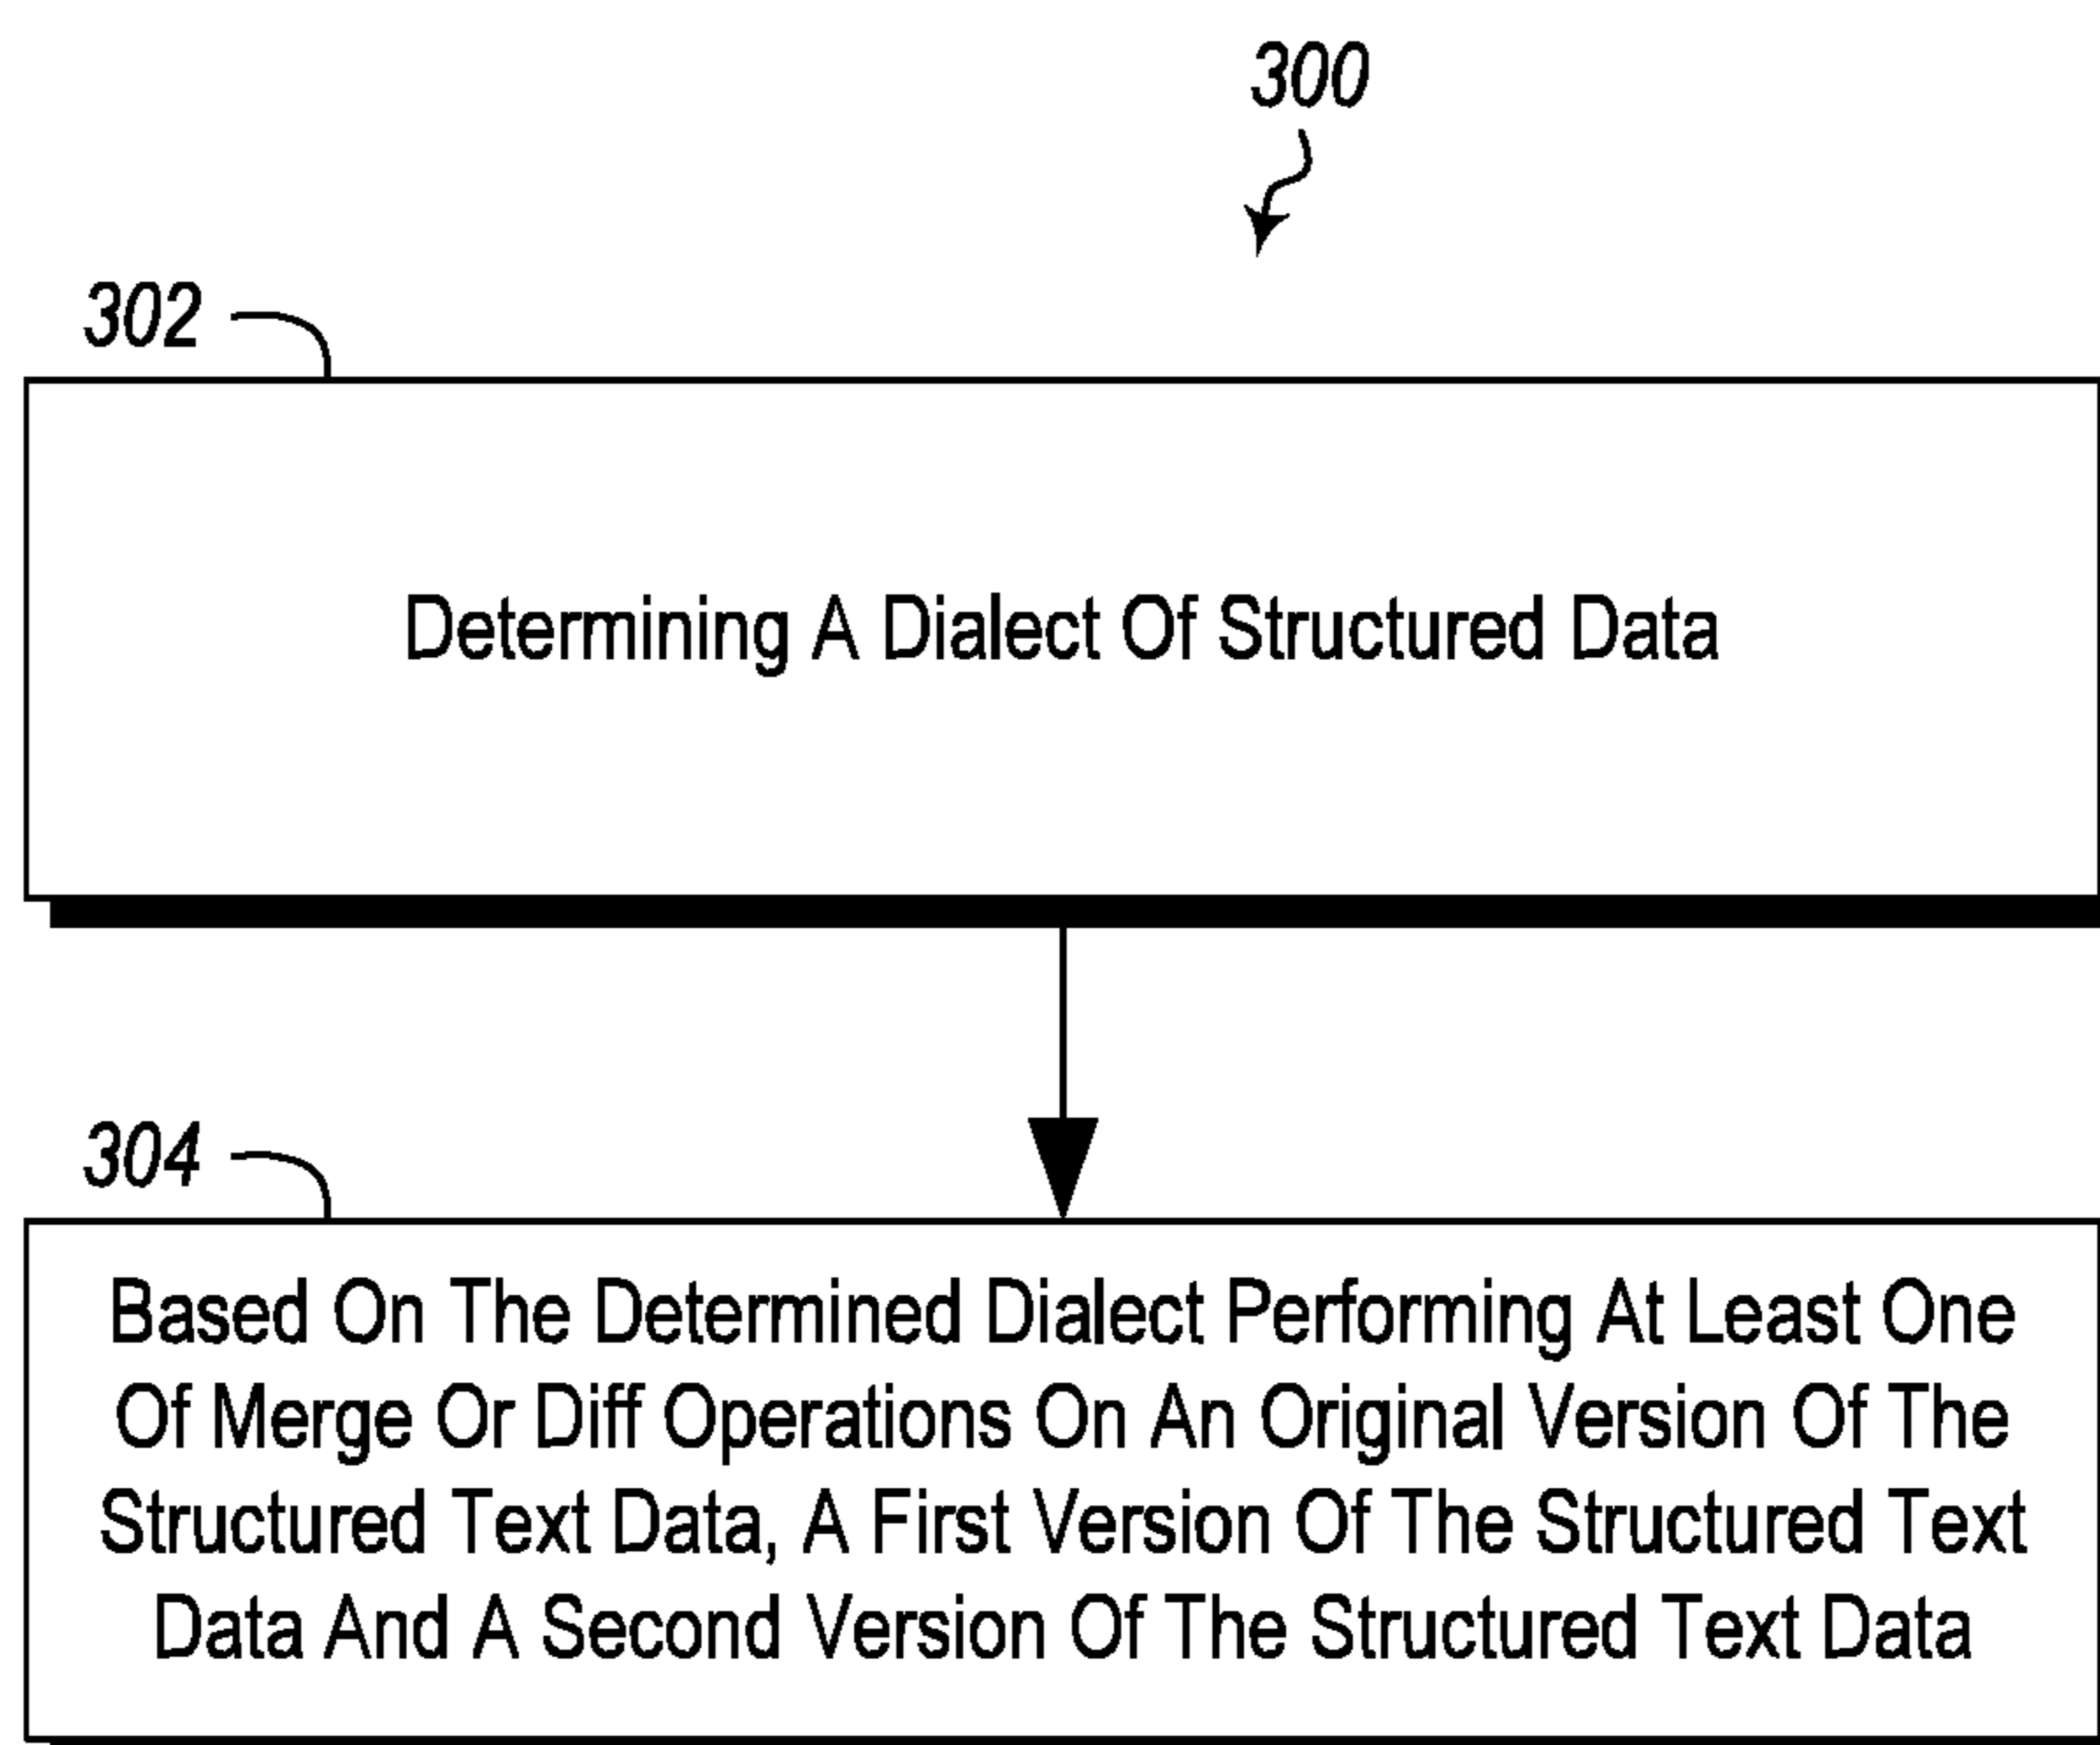 300
302
Determining A Dialect Of Structured Data
304
Based On The Determined Dialect Performing At Least One
Of Merge Or Diff Operations On An Original Version Of The
Structured Text Data, A First Version Of The Structured Text
Data And A Second Version Of The Structured Text Data